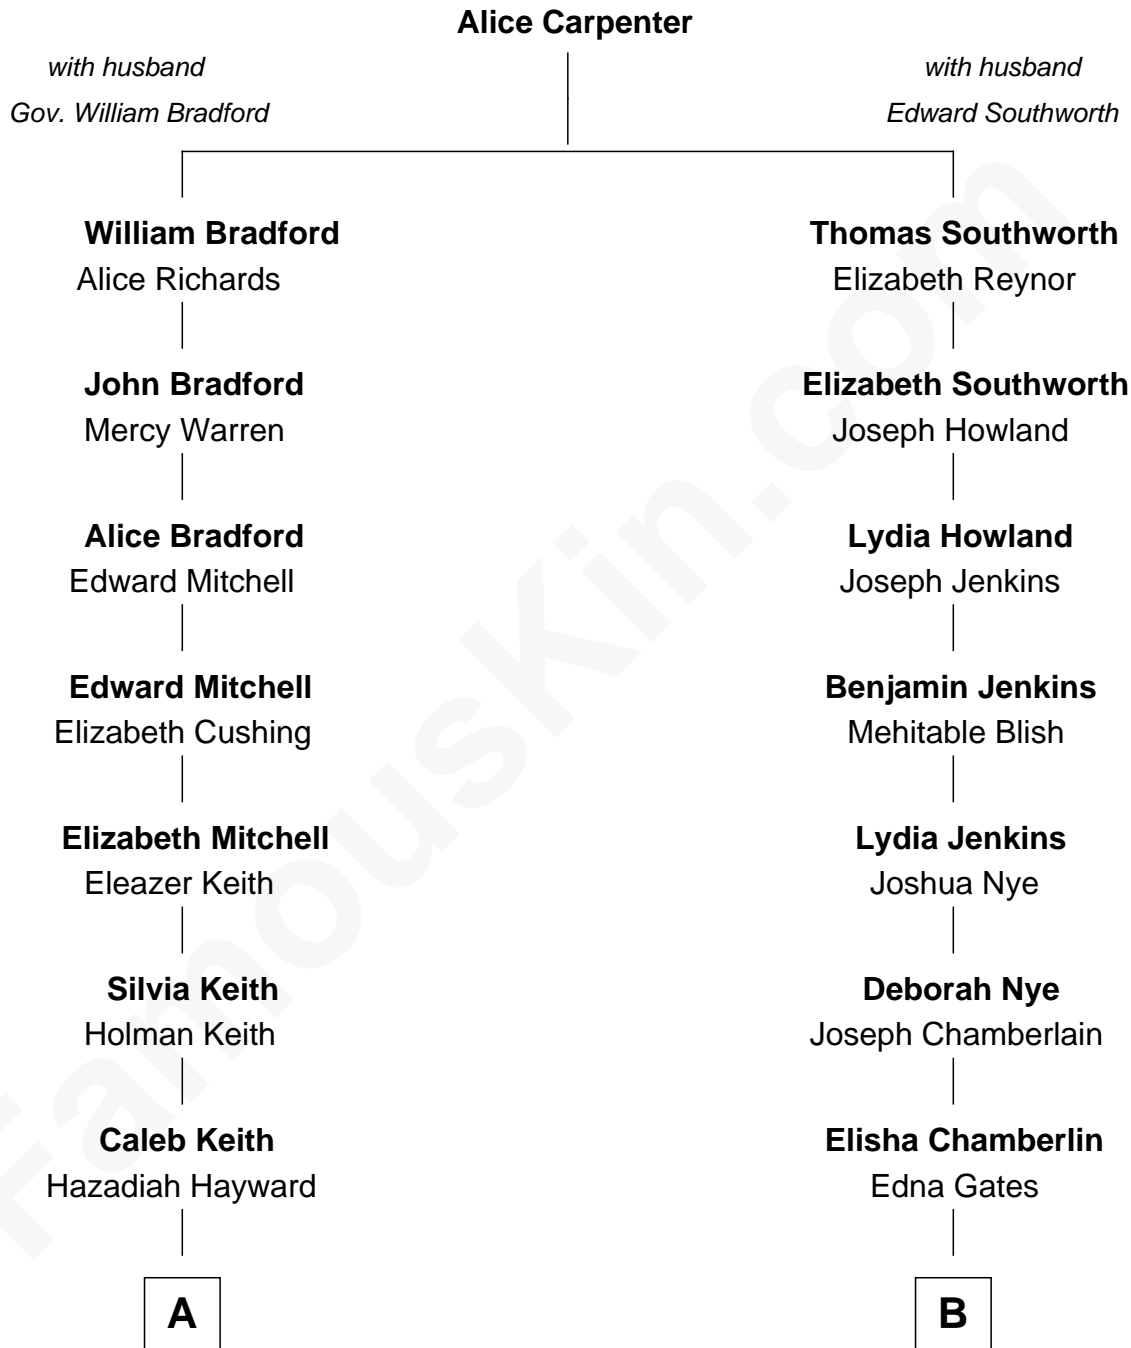 Alice Carpenter
with husband
Gov. William Bradford
with husband
Edward Southworth
William Bradford
Alice Richards
Thomas Southworth
Elizabeth Reynor
John Bradford
Mercy Warren
Elizabeth Southworth
Joseph Howland
Alice Bradford
Edward Mitchell
Lydia Howland
Joseph Jenkins
Edward Mitchell
Elizabeth Cushing
Benjamin Jenkins
Mehitable Blish
Elizabeth Mitchell
Eleazer Keith
Lydia Jenkins
Joshua Nye
Silvia Keith
Holman Keith
Deborah Nye
Joseph Chamberlain
Caleb Keith
Hazadiah Hayward
Elisha Chamberlin
Edna Gates
A
B
FamousKin.com